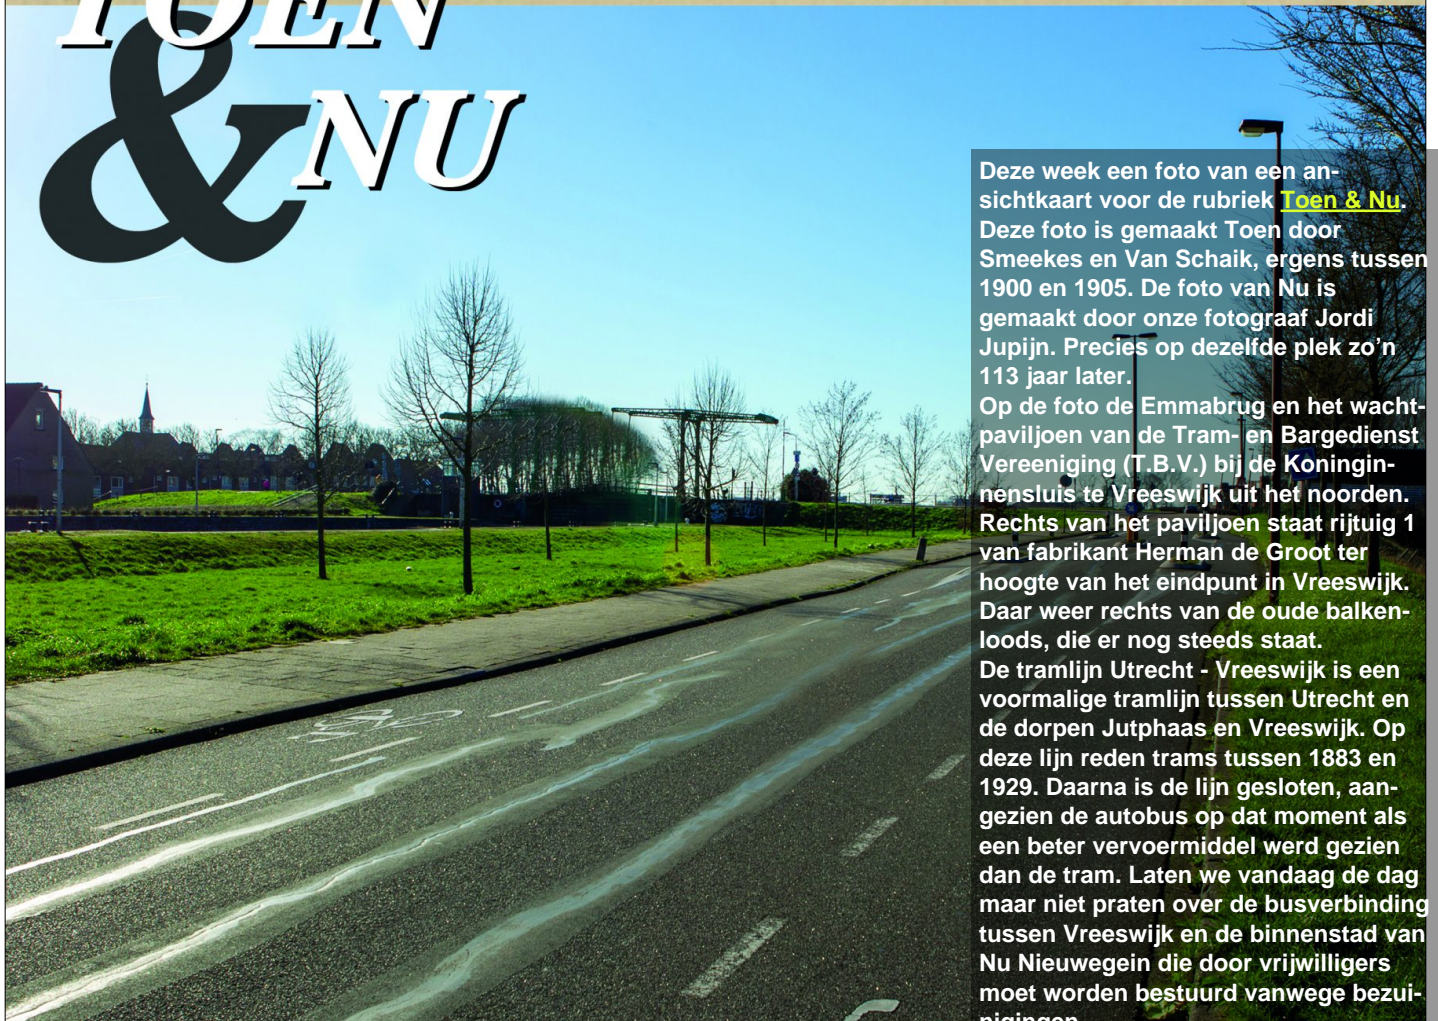 TOEN
&
NU
Deze week een foto van een an-
sichtkaart voor de rubriek Toen & Nu.
Deze foto is gemaakt Toen door
Smeekes en Van Schaik, ergens tussen
1900 en 1905. De foto van Nu is
gemaakt door onze fotograaf Jordi
Jupijn. Precies op dezelfde plek zo'n
113 jaar later.
Op de foto de Emmabrug en het wacht-
paviljoen van de Tram- en Bargedienst
Vereeniging (T.B.V.) bij de Koningin-
nensluis te Vreeswijk uit het noorden.
Rechts van het paviljoen staat rijtuig 1
van fabrikant Herman de Groot ter
hoogte van het eindpunt in Vreeswijk.
Daar weer rechts van de oude balken-
loods, die er nog steeds staat.
De tramlijn Utrecht - Vreeswijk is een
voormalige tramlijn tussen Utrecht en
de dorpen Jutphaas en Vreeswijk. Op
deze lijn reden trams tussen 1883 en
1929. Daarna is de lijn gesloten, aan-
gezien de autobus op dat moment als
een beter vervoermiddel werd gezien
dan de tram. Laten we vandaag de dag
maar niet praten over de busverbinding
tussen Vreeswijk en de binnenstad van
Nu Nieuwegein die door vrijwilligers
moet worden bestuurd vanwege bezui-
nigingen.